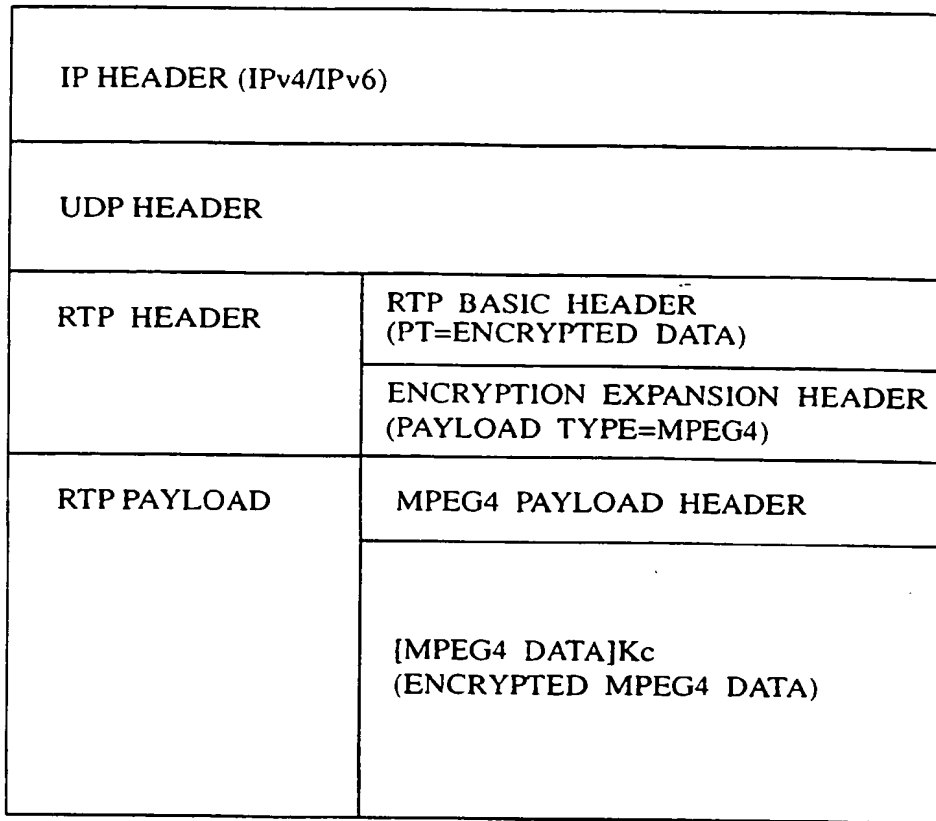 IP HEADER (IPv4/IPv6)
UDP HEADER
RTP HEADER
RTP BASIC HEADER
(PT=ENCRYPTED DATA)
ENCRYPTION EXPANSION HEADER
(PAYLOAD TYPE=MPEG4)
RTP PAYLOAD
MPEG4 PAYLOAD HEADER
[MPEG4 DATA]Kc
(ENCRYPTED MPEG4 DATA)